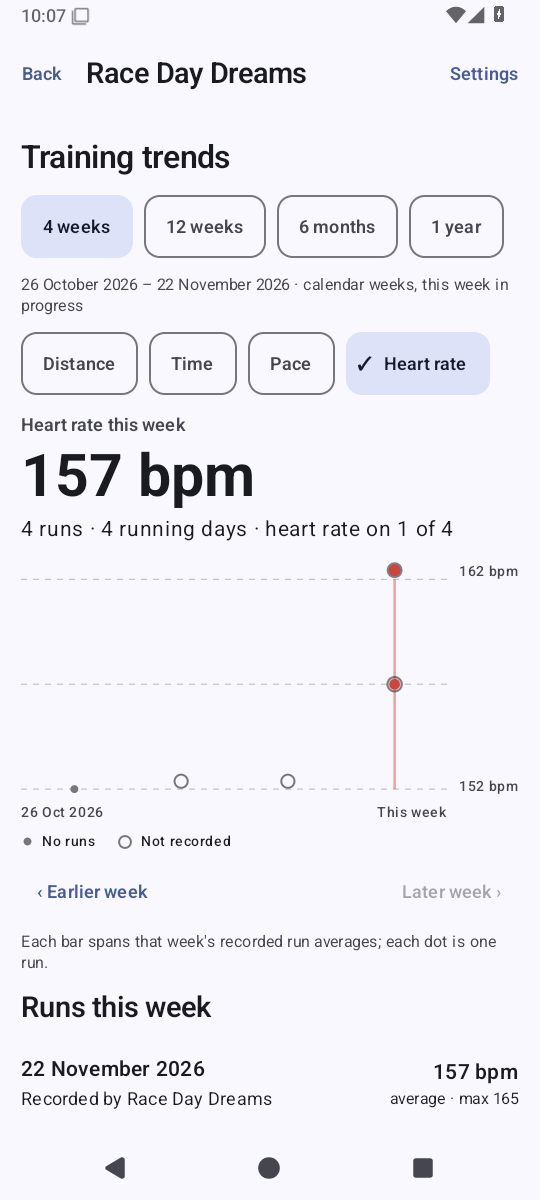 10:07
Back
Race Day Dreams
Settings
Training trends
4 weeks
12 weeks
6 months
1 year
26 October 2026 – 22 November 2026 · calendar weeks, this week in
progress
Distance
Time
Pace
✓ Heart rate
Heart rate this week
157 bpm
4 runs · 4 running days · heart rate on 1 of 4
162 bpm
152 bpm
26 Oct 2026
This week
No runs
Not recorded
‹ Earlier week
Later week ›
Each bar spans that week's recorded run averages; each dot is one
run.
Runs this week
22 November 2026
157 bpm
Recorded by Race Day Dreams
average · max 165